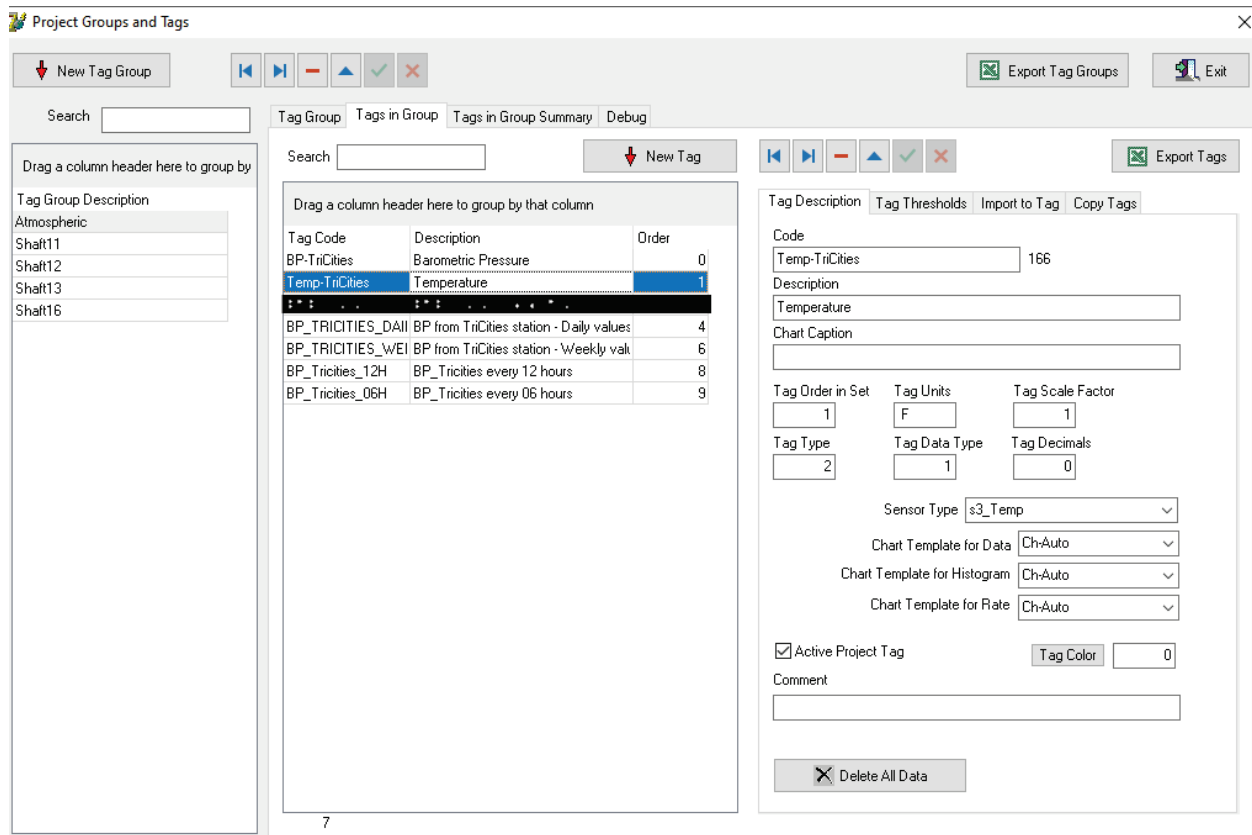 Project Groups and Tags
New Tag Group
Export Tag Groups
Exit
Search
Tag Group Tags in Group Tags in Group Summary Debug
Drag a column header here to group by
Tag Group Description
Atmospheric
Shaft11
Shaft12
Shaft13
Shaft16
Search
New Tag
Drag a column header here to group by that column
Tag Code Description Order
BP-TriCities Barometric Pressure 0
Temp-TriCities Temperature 1
BP_TRICITIES_DAII BP from TriCities station - Daily values 4
BP_TRICITIES_WEI BP from TriCities station - Weekly valu 6
BP_Tricities_12H BP_Tricities every 12 hours 8
BP_Tricities_06H BP_Tricities every 06 hours 9
7
Export Tags
Tag Description Tag Thresholds Import to Tag Copy Tags
Code
Temp-TriCities 166
Description
Temperature
Chart Caption
Tag Order in Set Tag Units Tag Scale Factor
1 F 1
Tag Type Tag Data Type Tag Decimals
2 1 0
Sensor Type s3_Temp
Chart Template for Data Ch-Auto
Chart Template for Histogram Ch-Auto
Chart Template for Rate Ch-Auto
Active Project Tag Tag Color 0
Comment
Delete All Data